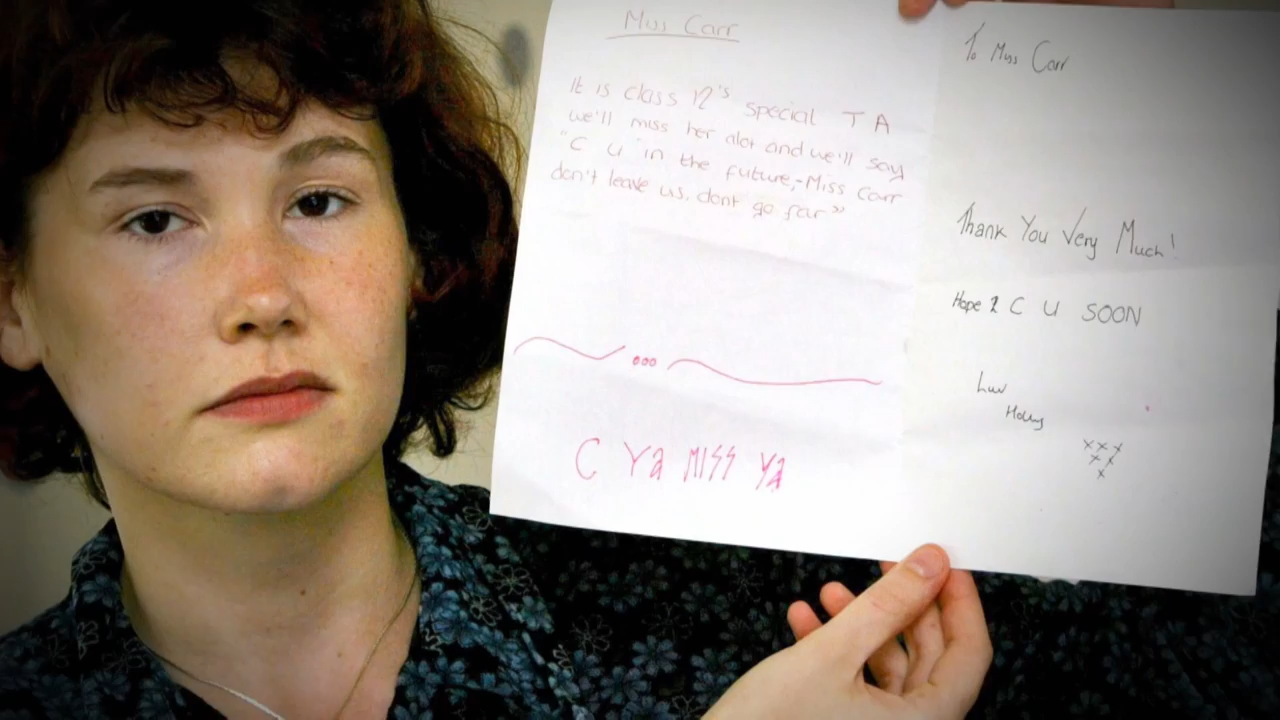 Miss Carr
It is class 12's special TA
we'll miss her alot and we'll say
"C U in the future,-Miss Carr
don't leave us, dont go far"
C Ya MISS Ya
To Miss Carr
Thank You Very Much!
Hope 2 C U SOON
Luv
Holly
xxx
xx
x